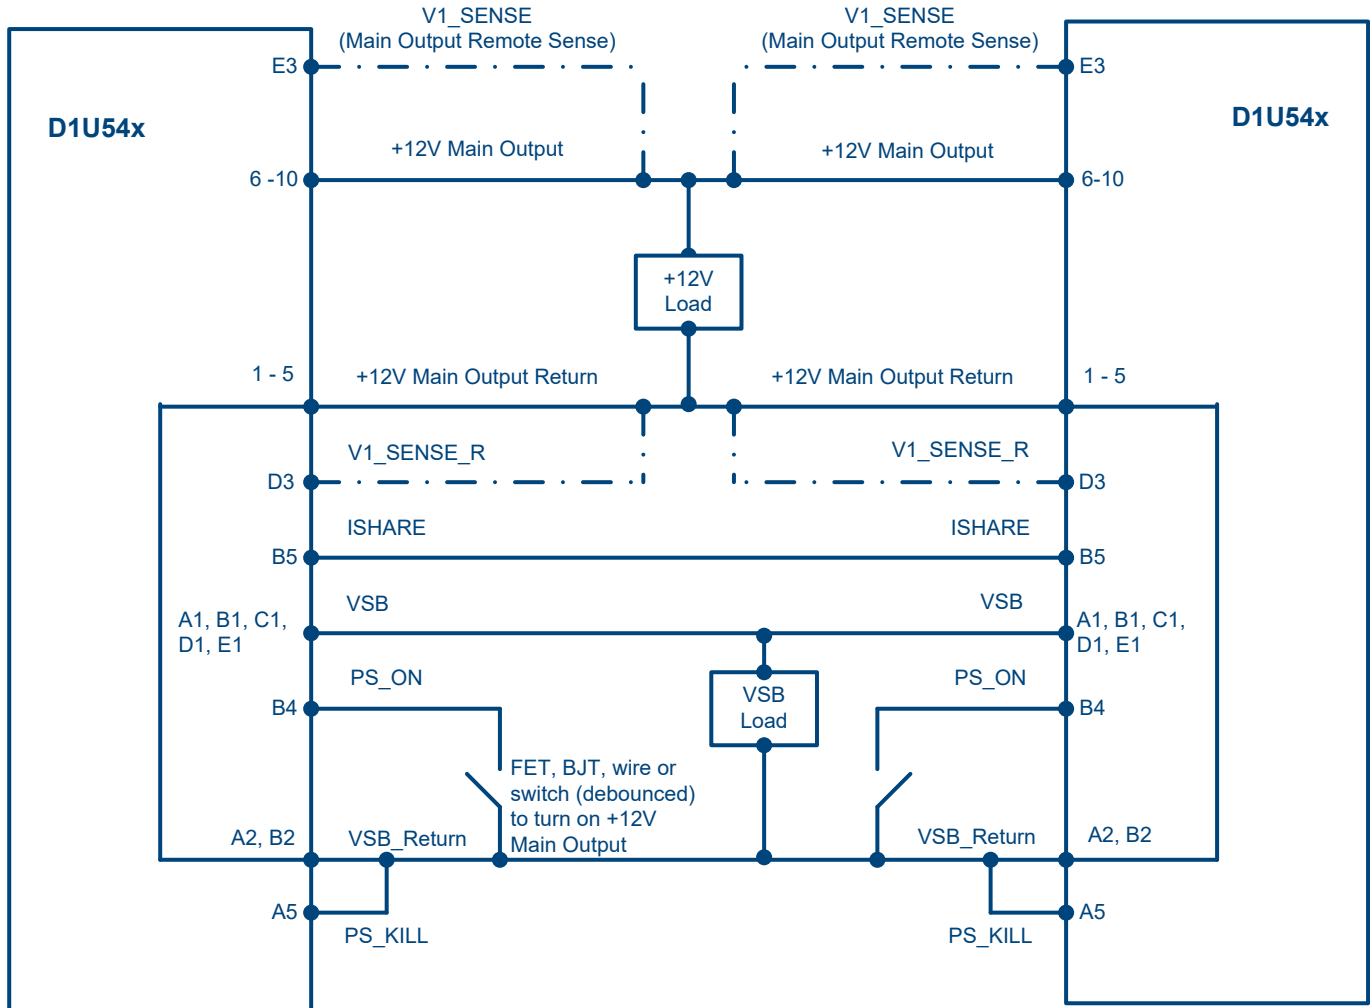 V1_SENSE
(Main Output Remote Sense)
V1_SENSE
(Main Output Remote Sense)
E3
E3
D1U54x
D1U54x
+12V Main Output
+12V Main Output
6 -10
6-10
+12V
Load
1 - 5
+12V Main Output Return
+12V Main Output Return
1 - 5
V1_SENSE_R
V1_SENSE_R
D3
D3
ISHARE
ISHARE
B5
B5
VSB
VSB
A1, B1, C1,
D1, E1
A1, B1, C1,
D1, E1
PS_ON
PS_ON
B4
B4
VSB
Load
FET, BJT, wire or
switch (debounced)
to turn on +12V
Main Output
A2, B2
VSB_Return
VSB_Return
A2, B2
A5
A5
PS_KILL
PS_KILL